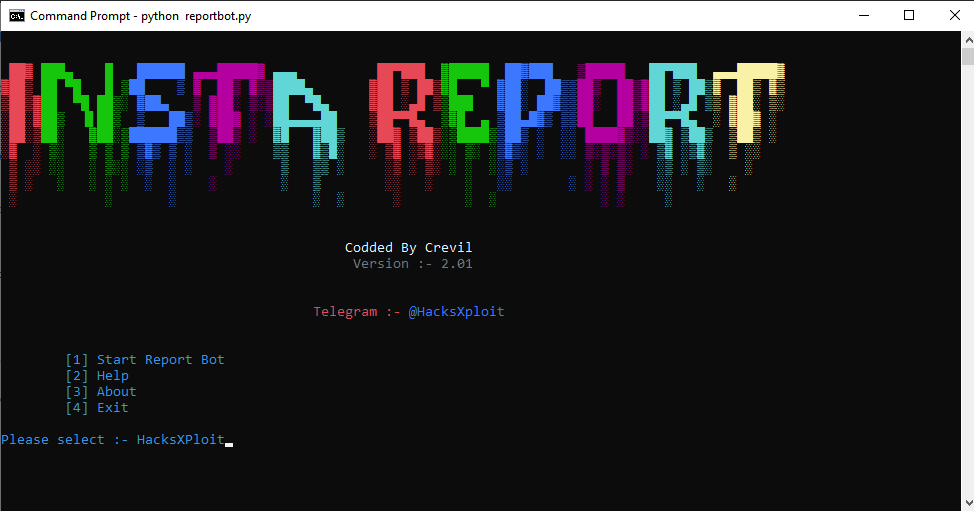 Command Prompt - python reportbot.py
INSTA REPORT
Codded By Crevil
Version :- 2.01
Telegram :- @HacksXploit
[1] Start Report Bot
[2] Help
[3] About
[4] Exit
Please select :- HacksXPloit